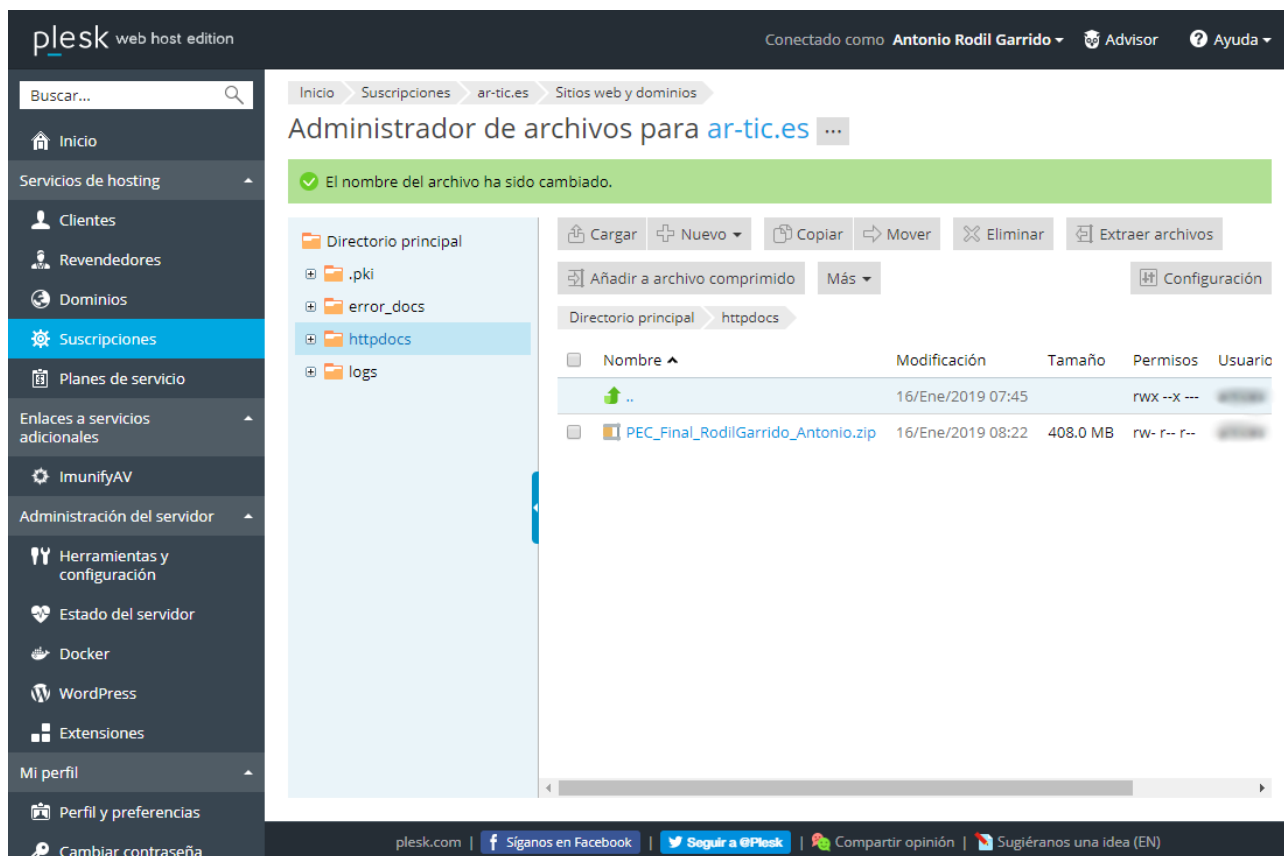 plesk web host edition
Conectado como Antonio Rodil Garrido
Advisor
Ayuda
Buscar...
Inicio
Servicios de hosting
Clientes
Revendedores
Dominios
Suscripciones
Planes de servicio
Enlaces a servicios
adicionales
ImunifyAV
Administración del servidor
Herramientas y
configuración
Estado del servidor
Docker
WordPress
Extensiones
Mi perfil
Perfil y preferencias
Cambiar contraseña
Inicio Suscripciones ar-tic.es Sitios web y dominios
Administrador de archivos para ar-tic.es ...
El nombre del archivo ha sido cambiado.
Directorio principal
.pki
error_docs
httpdocs
logs
Cargar Nuevo Copiar Mover Eliminar Extraer archivos
Añadir a archivo comprimido Más Configuración
Directorio principal httpdocs
Nombre Modificación Tamaño Permisos Usuario
.. 16/Ene/2019 07:45 rwx --x ---
PEC_Final_RodilGarrido_Antonio.zip 16/Ene/2019 08:22 408.0 MB rw- r-- r--
plesk.com | Síganos en Facebook | Seguir a @Plesk | Compartir opinión | Sugiéranos una idea (EN)